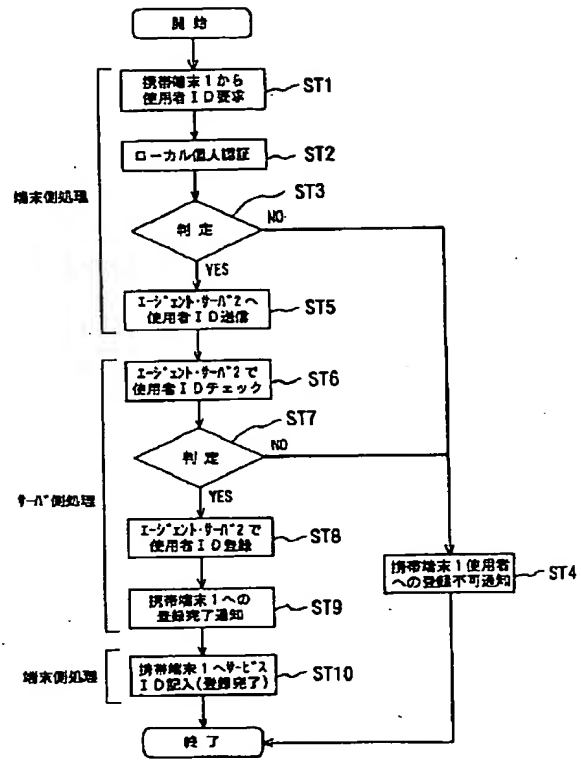 開始
携帯端末1から
使用者ID要求
ST1
ローカル個人認証
ST2
端末側処理
ST3
判定
NO
YES
エージェント・サーバ2へ
使用者ID送信
ST5
エージェント・サーバ2で
使用者IDチェック
ST6
ST7
判定
NO
サーバ側処理
YES
エージェント・サーバ2で
使用者ID登録
ST8
携帯端末1使用者
への登録不可通知
ST4
携帯端末1への
登録完了通知
ST9
端末側処理
携帯端末1へサービス
ID記入(登録完了)
ST10
終了